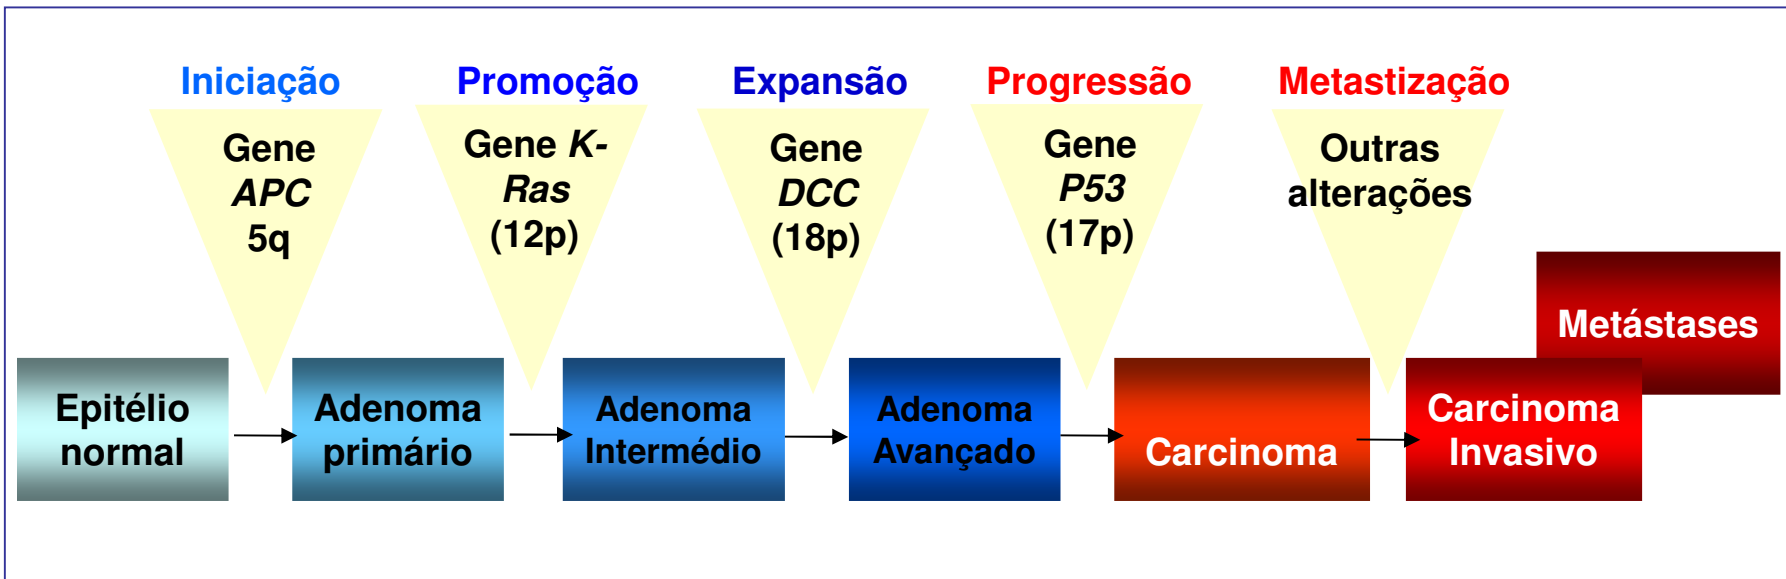 Iniciação
Promoção
Expansão
Progressão
Metastização
Gene
APC
5q
Gene K-
Ras
(12p)
Gene
DCC
(18p)
Gene
P53
(17p)
Outras
alterações
Metástases
Epitélio
normal
Adenoma
primário
Adenoma
Intermédio
Adenoma
Avançado
Carcinoma
Carcinoma
Invasivo